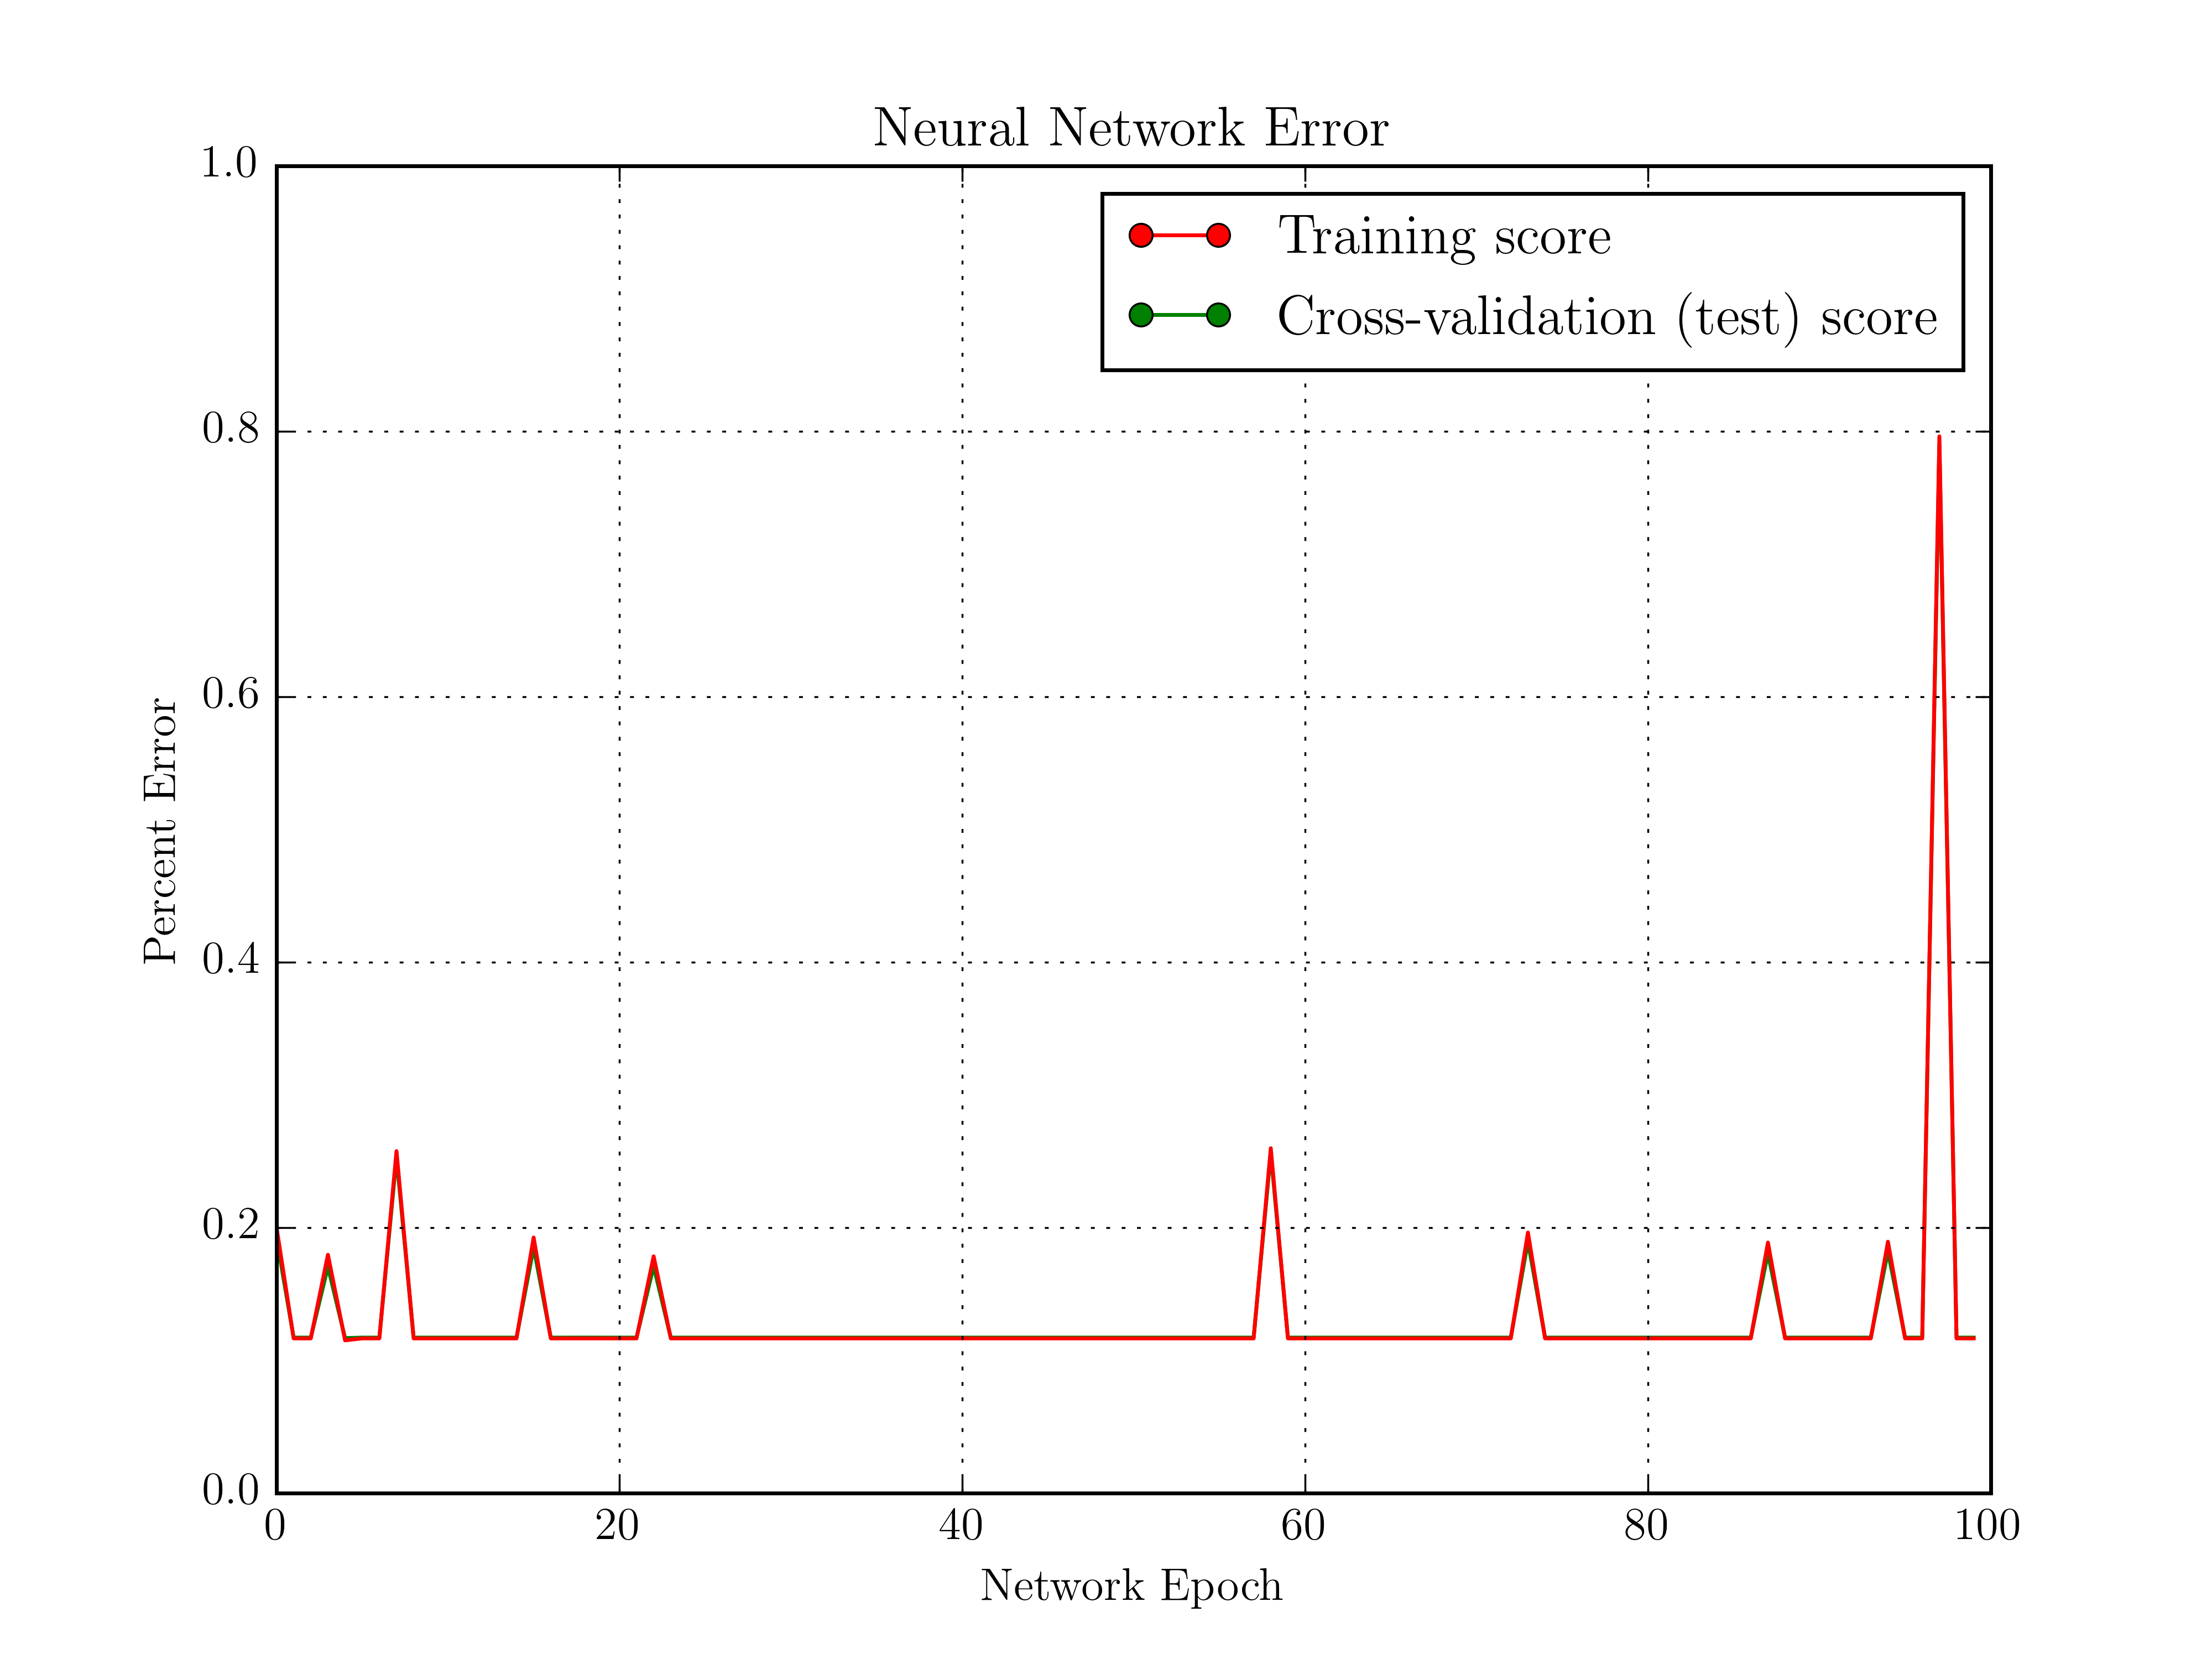 Neural Network Error
1.0
Training score
Cross-validation (test) score
0.8
0.6
Percent Error
0.4
0.2
0.0
0 20 40 60 80 100
Network Epoch